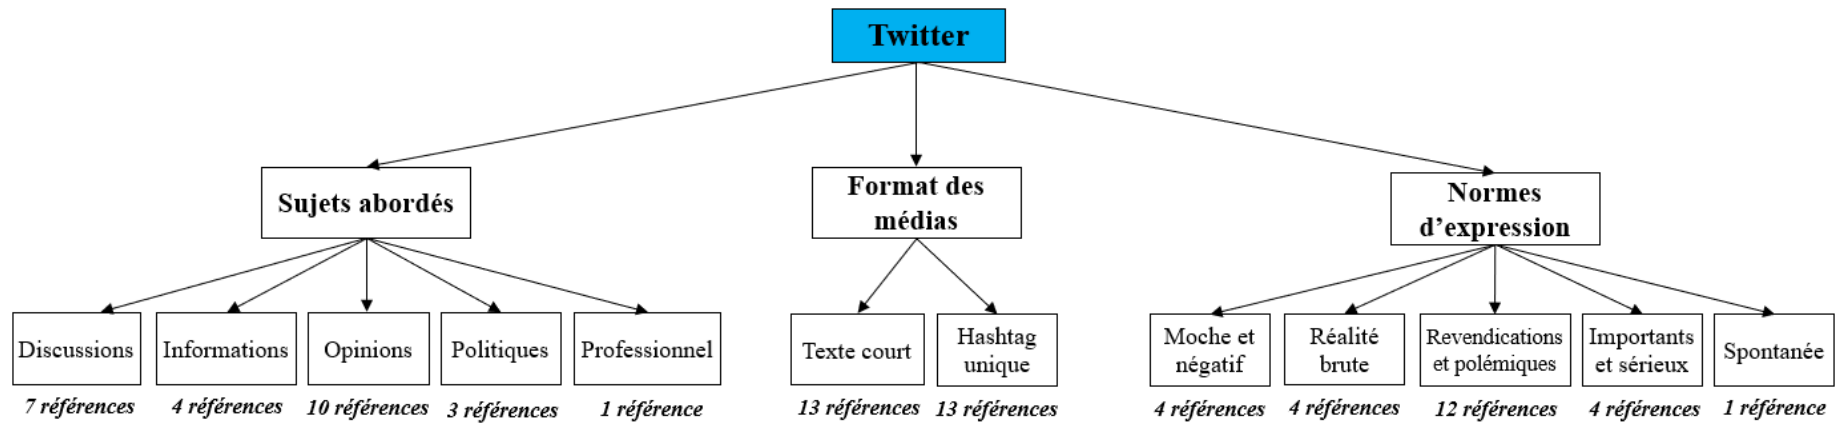 Twitter
Sujets abordés
Format des
médias
Normes
d’expression
Discussions
Informations
Opinions
Politiques
Professionnel
Texte court
Hashtag
unique
Moche et
négatif
Réalité
brute
Revendications
et polémiques
Importants
et sérieux
Spontanée
7 références
4 références
10 références
3 références
1 référence
13 références
13 références
4 références
4 références
12 références
4 références
1 référence